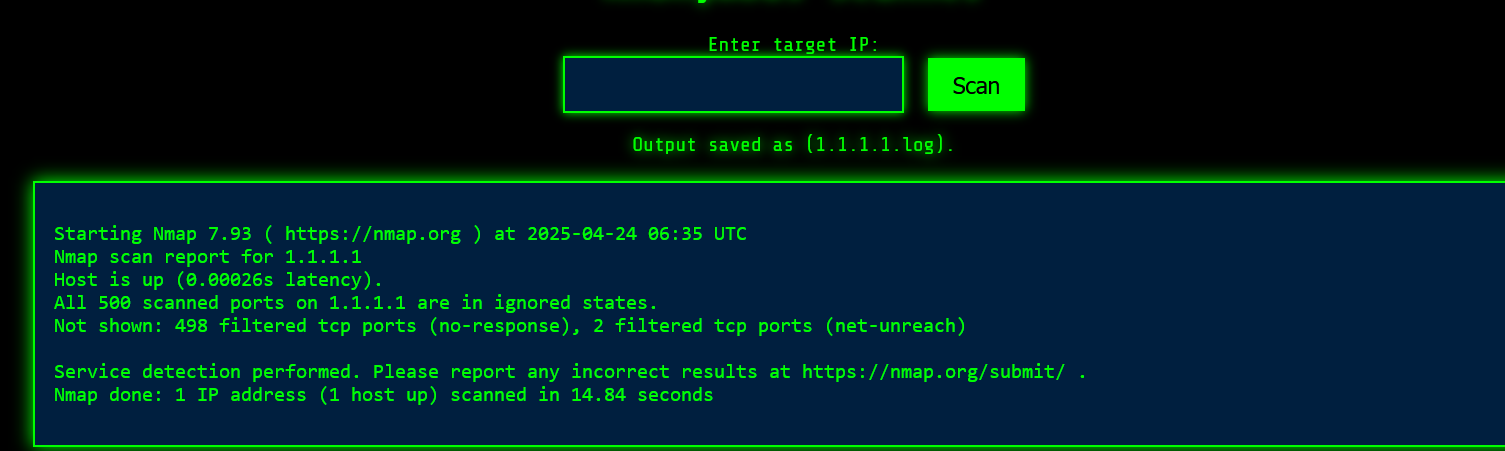 Enter target IP:
Scan
Output saved as (1.1.1.1.log).
Starting Nmap 7.93 ( https://nmap.org ) at 2025-04-24 06:35 UTC
Nmap scan report for 1.1.1.1
Host is up (0.00026s latency).
All 500 scanned ports on 1.1.1.1 are in ignored states.
Not shown: 498 filtered tcp ports (no-response), 2 filtered tcp ports (net-unreach)
Service detection performed. Please report any incorrect results at https://nmap.org/submit/ .
Nmap done: 1 IP address (1 host up) scanned in 14.84 seconds